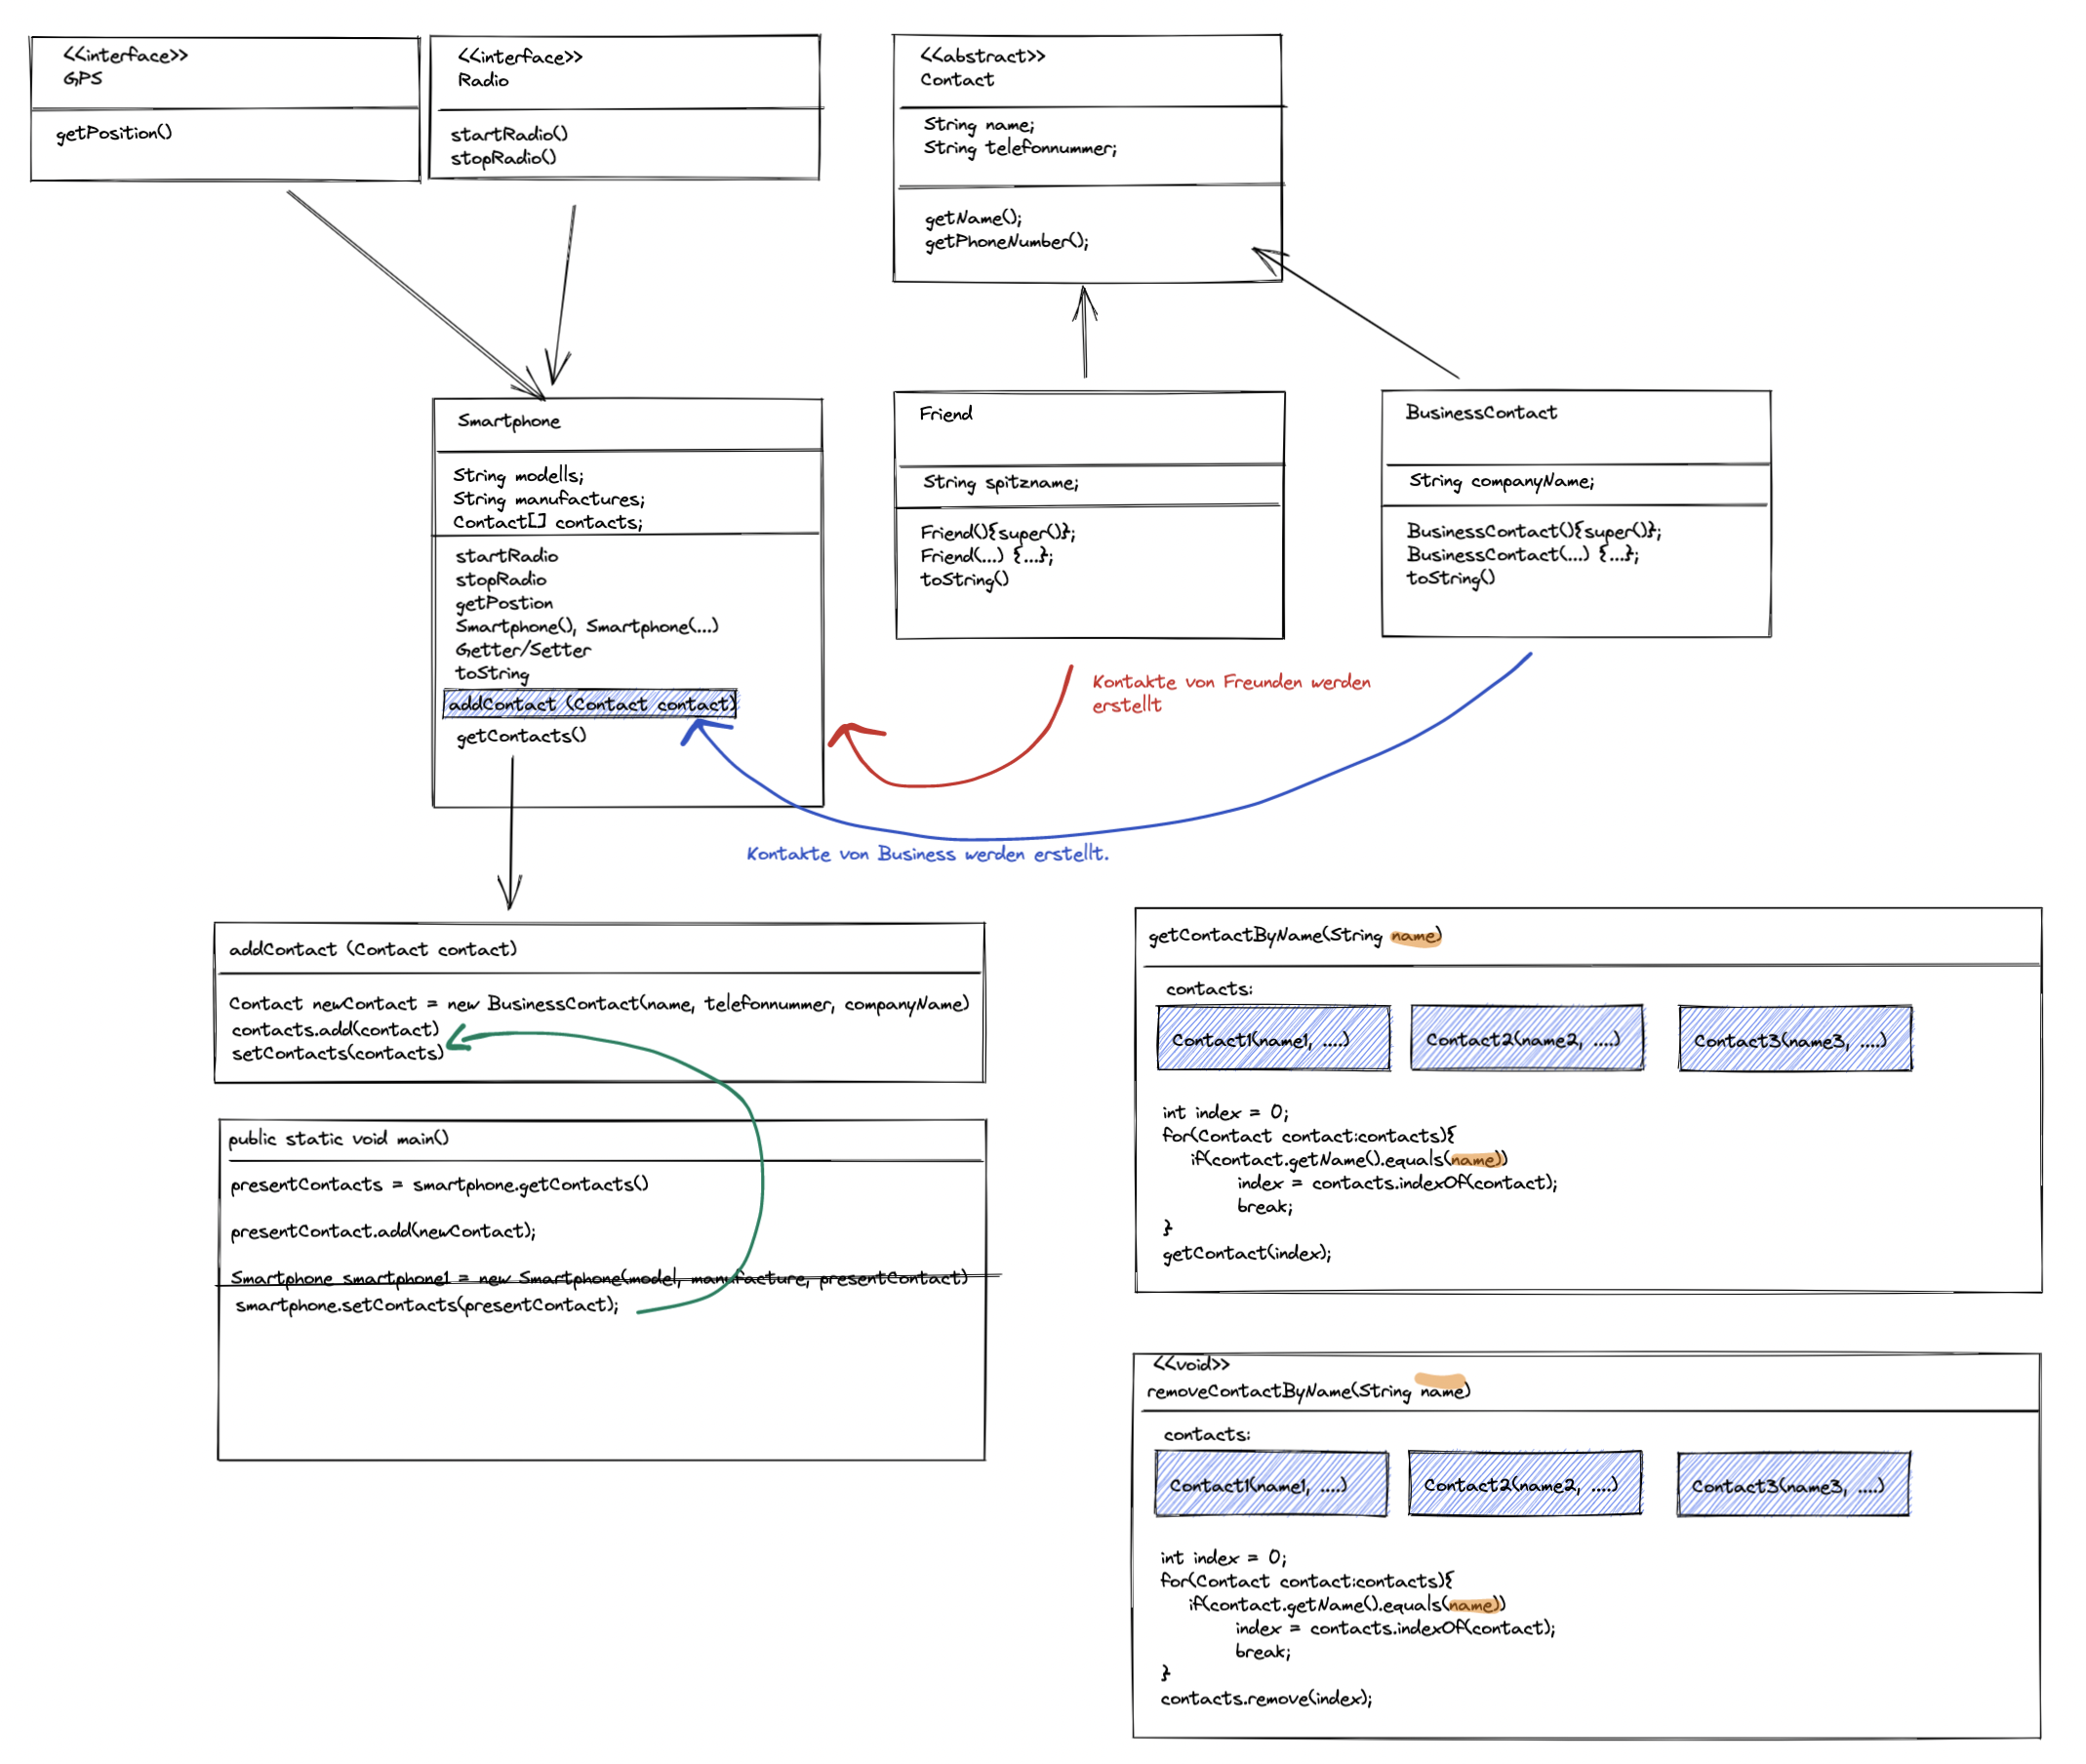 <<interface>>
GPS
getPosition()
<<interface>>
Radio
startRadio()
stopRadio()
<<abstract>>
Contact
String name;
String telefonnummer;
getName();
getPhoneNumber();
Smartphone
String modells;
String manufactures;
Contact[] contacts;
startRadio
stopRadio
getPostion
Smartphone(), Smartphone(...)
Getter/Setter
toString
addContact (Contact contact)
getContacts()
Friend
String spitzname;
Friend(){super()};
Friend(...) {...};
toString()
BusinessContact
String companyName;
BusinessContact(){super()};
BusinessContact(...) {...};
toString()
Kontakte von Freunden werden
erstellt
Kontakte von Business werden erstellt.
addContact (Contact contact)
Contact newContact = new BusinessContact(name, telefonnummer, companyName)
contacts.add(contact)
setContacts(contacts)
public static void main()
presentContacts = smartphone.getContacts()
presentContact.add(newContact);
Smartphone smartphone1 = new Smartphone(model, manufacture, presentContact)
smartphone.setContacts(presentContact);
getContactByName(String name)
contacts:
Contact1(name1, ....)
Contact2(name2, ....)
Contact3(name3, ....)
int index = 0;
for(Contact contact:contacts){
if(contact.getName().equals(name))
index = contacts.indexOf(contact);
break;
}
getContact(index);
<<void>>
removeContactByName(String name)
contacts:
Contact1(name1, ....)
Contact2(name2, ....)
Contact3(name3, ....)
int index = 0;
for(Contact contact:contacts){
if(contact.getName().equals(name))
index = contacts.indexOf(contact);
break;
}
contacts.remove(index);